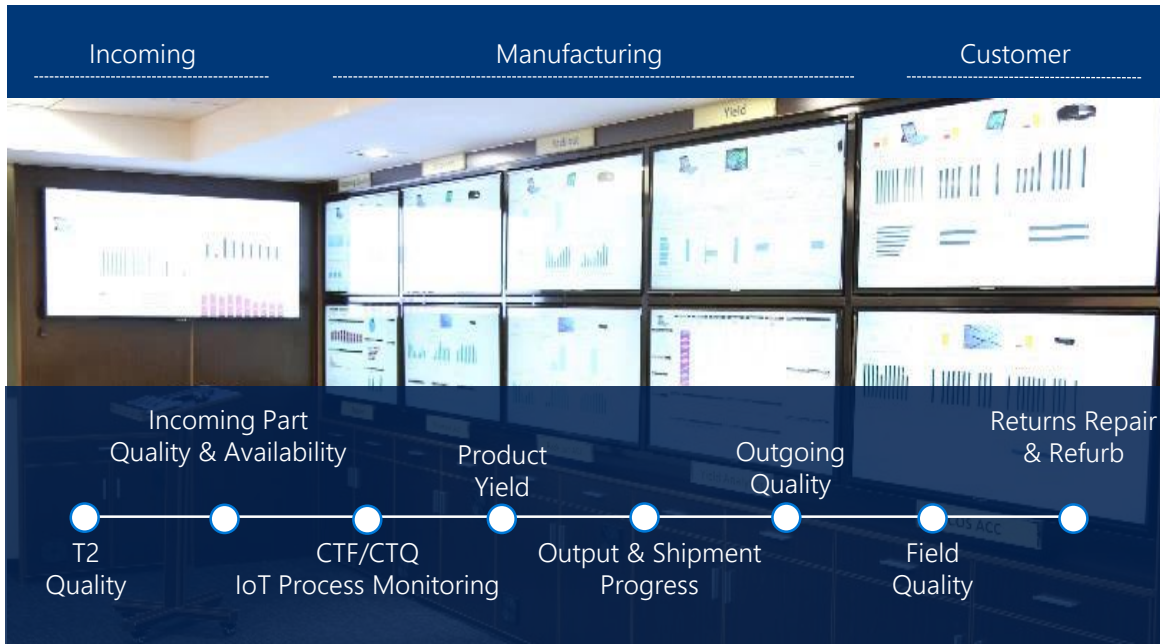 Incoming
Manufacturing
Customer
Yield
Incoming Part
Quality & Availability
Product
Yield
Outgoing
Quality
Returns Repair
& Refurb
T2
Quality
CTF/CTQ
IoT Process Monitoring
Output & Shipment
Progress
Field
Quality
ACC